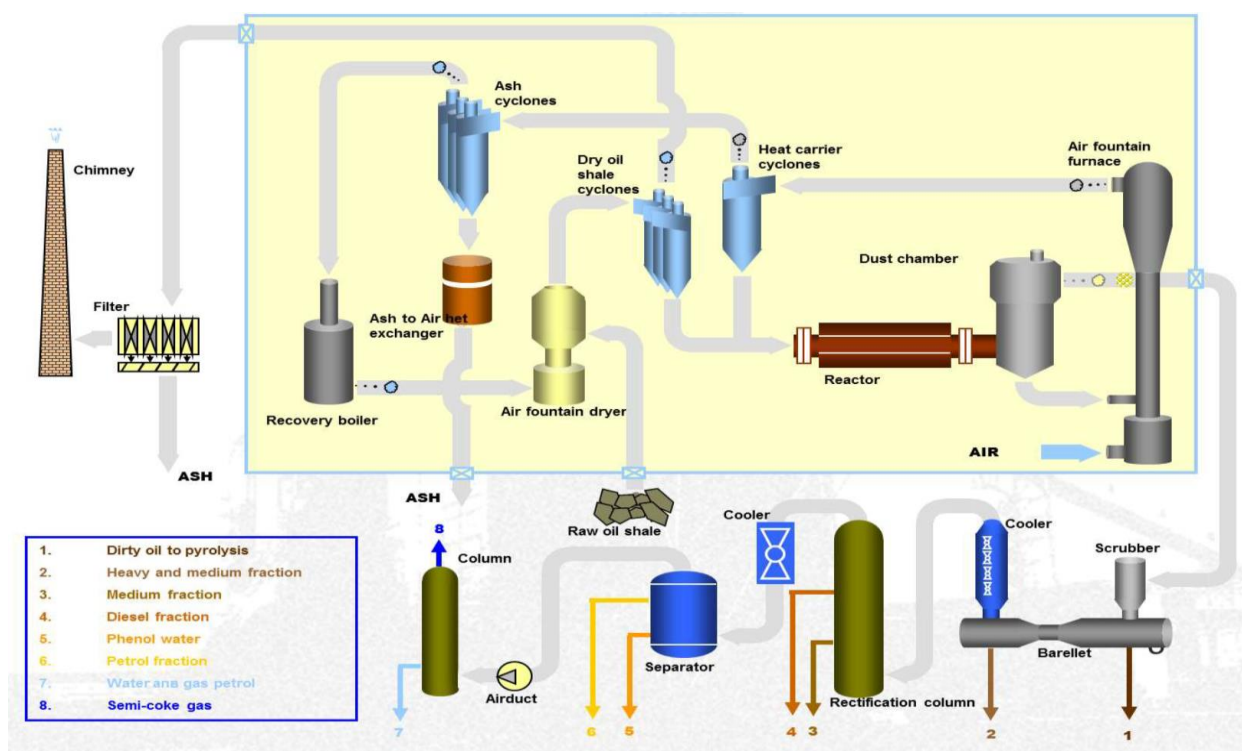 Ash
cyclones
Chimney
Dry oil
shale
cyclones
Heat carrier
cyclones
Air fountain
furnace
Dust chamber
Filter
Ash to Air het
exchanger
Reactor
Recovery boiler
Air fountain dryer
AIR
ASH
ASH
Raw oil shale
8
Column
Cooler
Cooler
Scrubber
1. Dirty oil to pyrolysis
2. Heavy and medium fraction
3. Medium fraction
4. Diesel fraction
5. Phenol water
6. Petrol fraction
7. Water ana gas petrol
8. Semi-coke gas
Separator
Barellet
Airduct
Rectification column
7
6
5
4
3
2
1